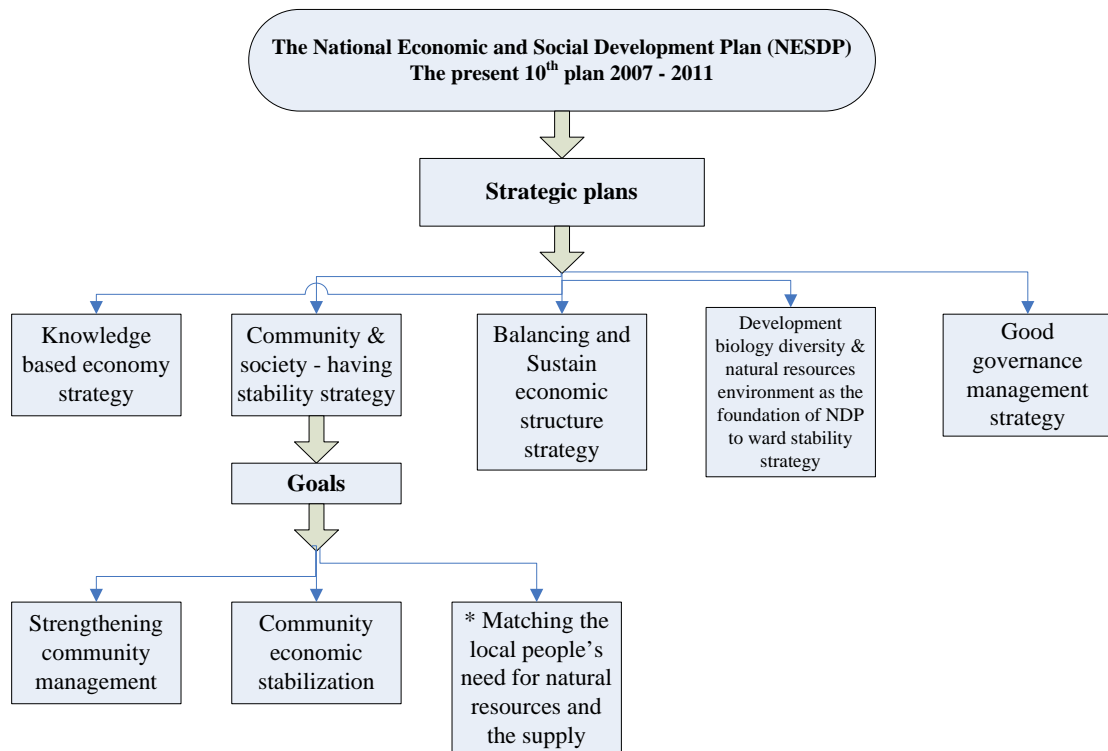 The National Economic and Social Development Plan (NESDP)
The present 10th plan 2007 - 2011
Strategic plans
Knowledge
based economy
strategy
Community &
society - having
stability strategy
Balancing and
Sustain
economic
structure
strategy
Development
biology diversity &
natural resources
environment as the
foundation of NDP
to ward stability
strategy
Good
governance
management
strategy
Goals
Strengthening
community
management
Community
economic
stabilization
* Matching the
local people’s
need for natural
resources and
the supply